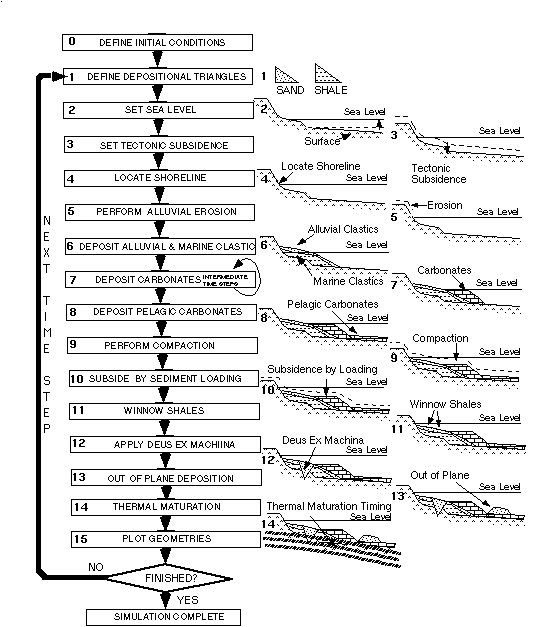 0 DEFINE INITIAL CONDITIONS
1 DEFINE DEPOSITIONAL TRIANGLES
2 SET SEA LEVEL
3 SET TECTONIC SUBSIDENCE
4 LOCATE SHORELINE
5 PERFORM ALLUVIAL EROSION
6 DEPOSIT ALLUVIAL & MARINE CLASTIC
7 DEPOSIT CARBONATES INTERMEDIATE
TIME STEPS
8 DEPOSIT PELAGIC CARBONATES
9 PERFORM COMPACTION
10 SUBSIDE BY SEDIMENT LOADING
11 WINNOW SHALES
12 APPLY DEUS EX MACHIINA
13 OUT OF PLANE DEPOSITION
14 THERMAL MATURATION
15 PLOT GEOMETRIES
FINISHED?
NO
YES
SIMULATION COMPLETE
NEXT TIME STEP
1
SAND SHALE
2
Sea Level
Surface
3
Sea Level
Tectonic
Subsidence
4
Locate Shoreline
Sea Level
5
Erosion
Sea Level
6
Alluvial Clastics
Sea Level
Marine Clastics
7
Carbonates
Sea Level
8
Pelagic Carbonates
Sea Level
9
Compaction
Sea Level
10
Subsidence by Loading
Sea Level
11
Winnow Shales
Sea Level
12
Deus Ex Machina
Sea Level
13
Out of Plane
Sea Level
14
Thermal Maturation Timing
Sea Level